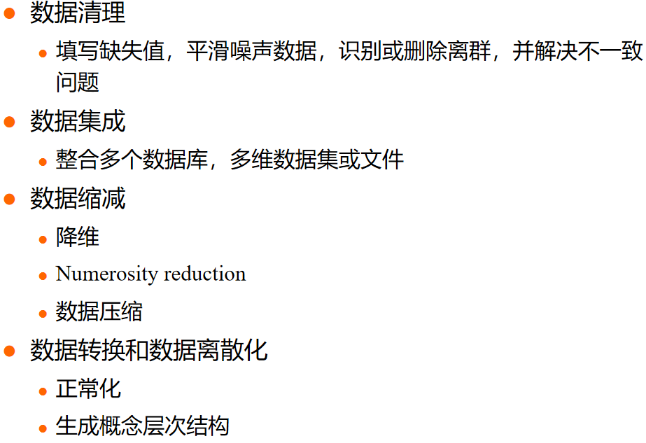 数据清理
填写缺失值，平滑噪声数据，识别或删除离群，并解决不一致
问题
数据集成
整合多个数据库，多维数据集或文件
数据缩减
降维
Numerosity reduction
数据压缩
数据转换和数据离散化
正常化
生成概念层次结构